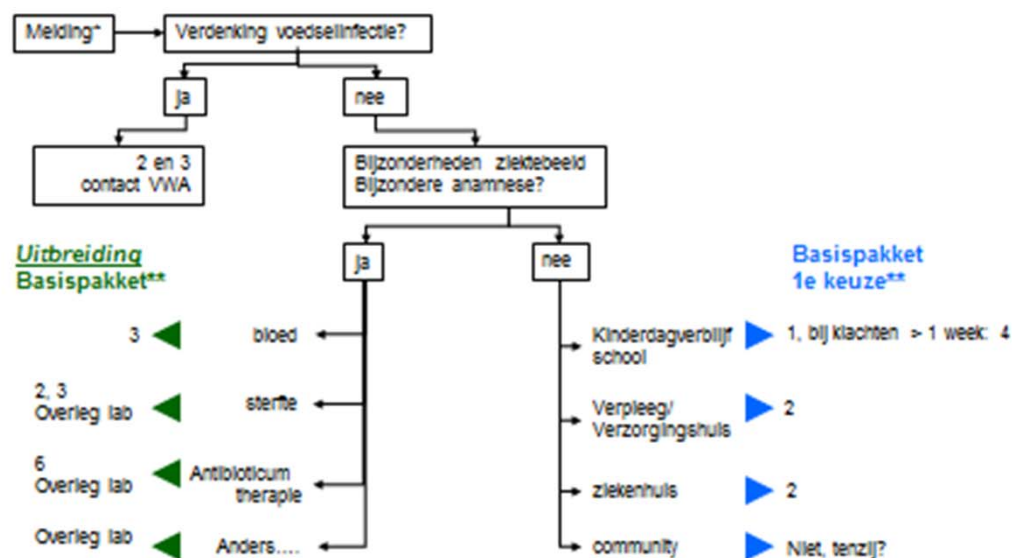 Melding*
Verdenking voedselinfectie?
ja
nee
2 en 3
contact VWA
Bijzonderheden ziektebeeld
Bijzondere anamnese?
ja
nee
Uitbreiding
Basispakket**
Basispakket
1e keuze**
3
bloed
Kinderdagverblijf
school
1, bij klachten > 1 week: 4
2, 3
Overleg lab
sterfte
Verpleeg/
Verzorgingshuis
2
6
Overleg lab
Antibioticum
therapie
ziekenhuis
2
Overleg lab
Anders....
community
Niet, tenzij?